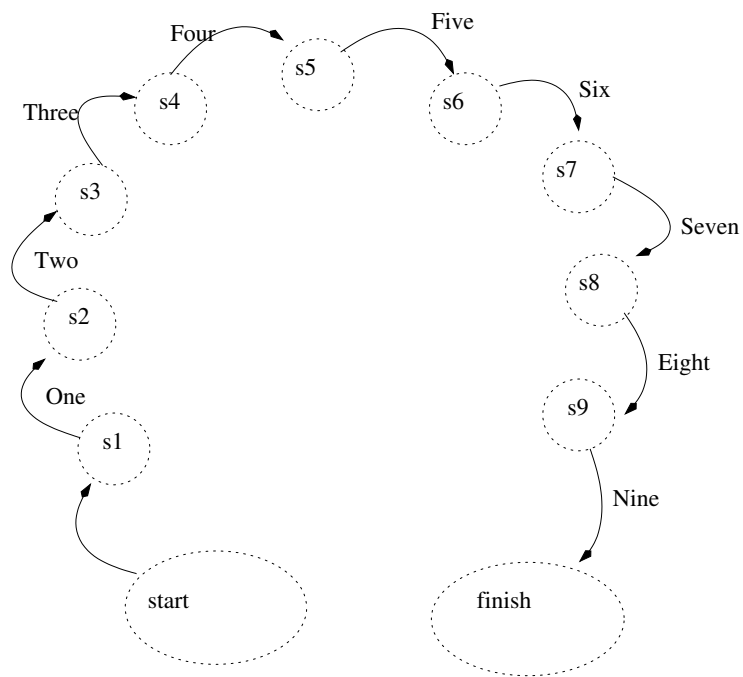 start
s1
One
s2
Two
s3
Three
s4
Four
s5
Five
s6
Six
s7
Seven
s8
Eight
s9
Nine
finish